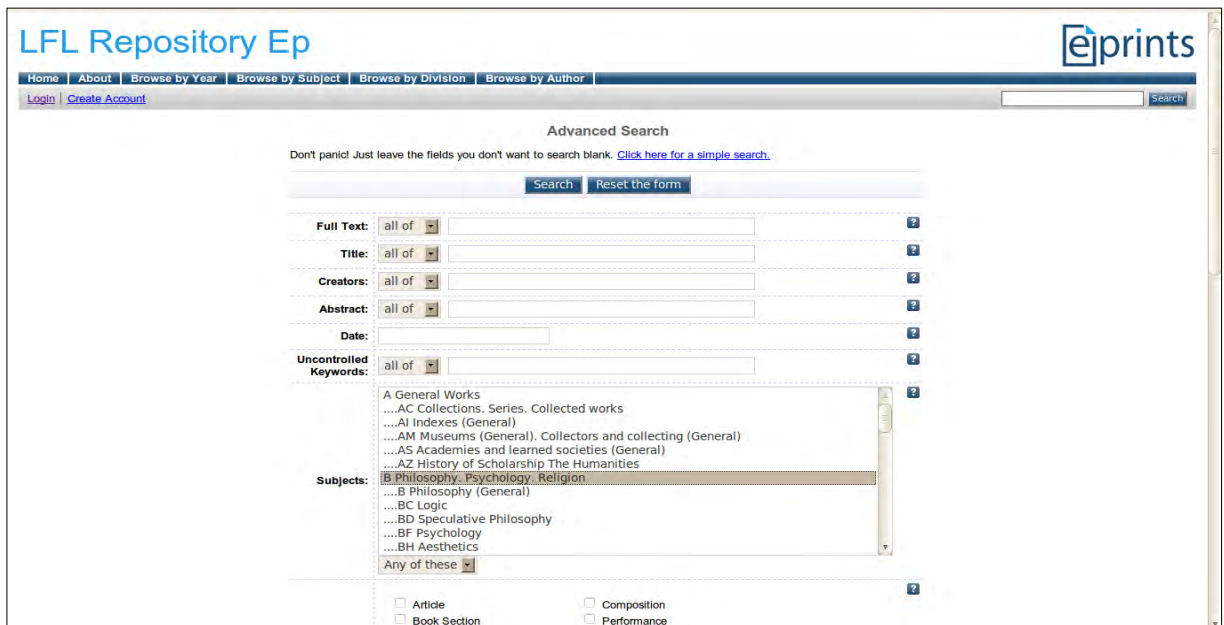 LFL Repository Ep
eprints
Home About Browse by Year Browse by Subject Browse by Division Browse by Author
Login Create Account Search
Advanced Search
Don't panic! Just leave the fields you don't want to search blank. Click here for a simple search.
Search Reset the form
Full Text: all of ?
Title: all of ?
Creators: all of ?
Abstract: all of ?
Date: ?
Uncontrolled
Keywords: all of ?
A General Works ?
....AC Collections. Series. Collected works
....AI Indexes (General)
....AM Museums (General). Collectors and collecting (General)
....AS Academies and learned societies (General)
....AZ History of Scholarship The Humanities
Subjects: B Philosophy. Psychology. Religion
....B Philosophy (General)
....BC Logic
....BD Speculative Philosophy
....BF Psychology
....BH Aesthetics
Any of these
?
Article Composition
Book Section Performance